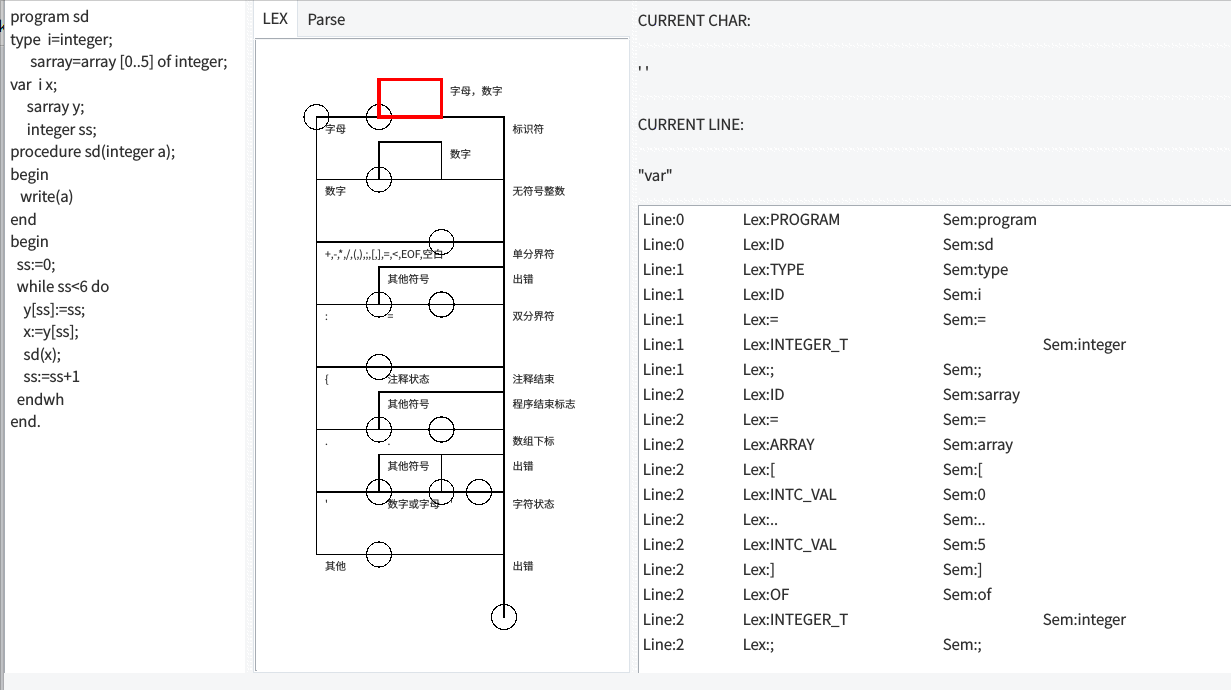 program sd
type i=integer;
sarray=array [0..5] of integer;
var i x;
sarray y;
integer ss;
procedure sd(integer a);
begin
write(a)
end
begin
ss:=0;
while ss<6 do
y[ss]:=ss;
x:=y[ss];
sd(x);
ss:=ss+1
endwh
end.
LEX Parse
字母，数字
字母 标识符
数字
数字 无符号整数
+,-,*,/,(,),;,[,],=,<,EOF,空白 单分界符
其他符号 出错
: = 双分界符
{ 注释状态 注释结束
其他符号 程序结束标志
. . 数组下标
其他符号 出错
' 数字或字母 ' 字符状态
其他 出错
CURRENT CHAR:
' '
CURRENT LINE:
"var"
Line:0 Lex:PROGRAM Sem:program
Line:0 Lex:ID Sem:sd
Line:1 Lex:TYPE Sem:type
Line:1 Lex:ID Sem:i
Line:1 Lex:= Sem:=
Line:1 Lex:INTEGER_T Sem:integer
Line:1 Lex:; Sem:;
Line:2 Lex:ID Sem:sarray
Line:2 Lex:= Sem:=
Line:2 Lex:ARRAY Sem:array
Line:2 Lex:[ Sem:[
Line:2 Lex:INTC_VAL Sem:0
Line:2 Lex:.. Sem:..
Line:2 Lex:INTC_VAL Sem:5
Line:2 Lex:] Sem:]
Line:2 Lex:OF Sem:of
Line:2 Lex:INTEGER_T Sem:integer
Line:2 Lex:; Sem:;